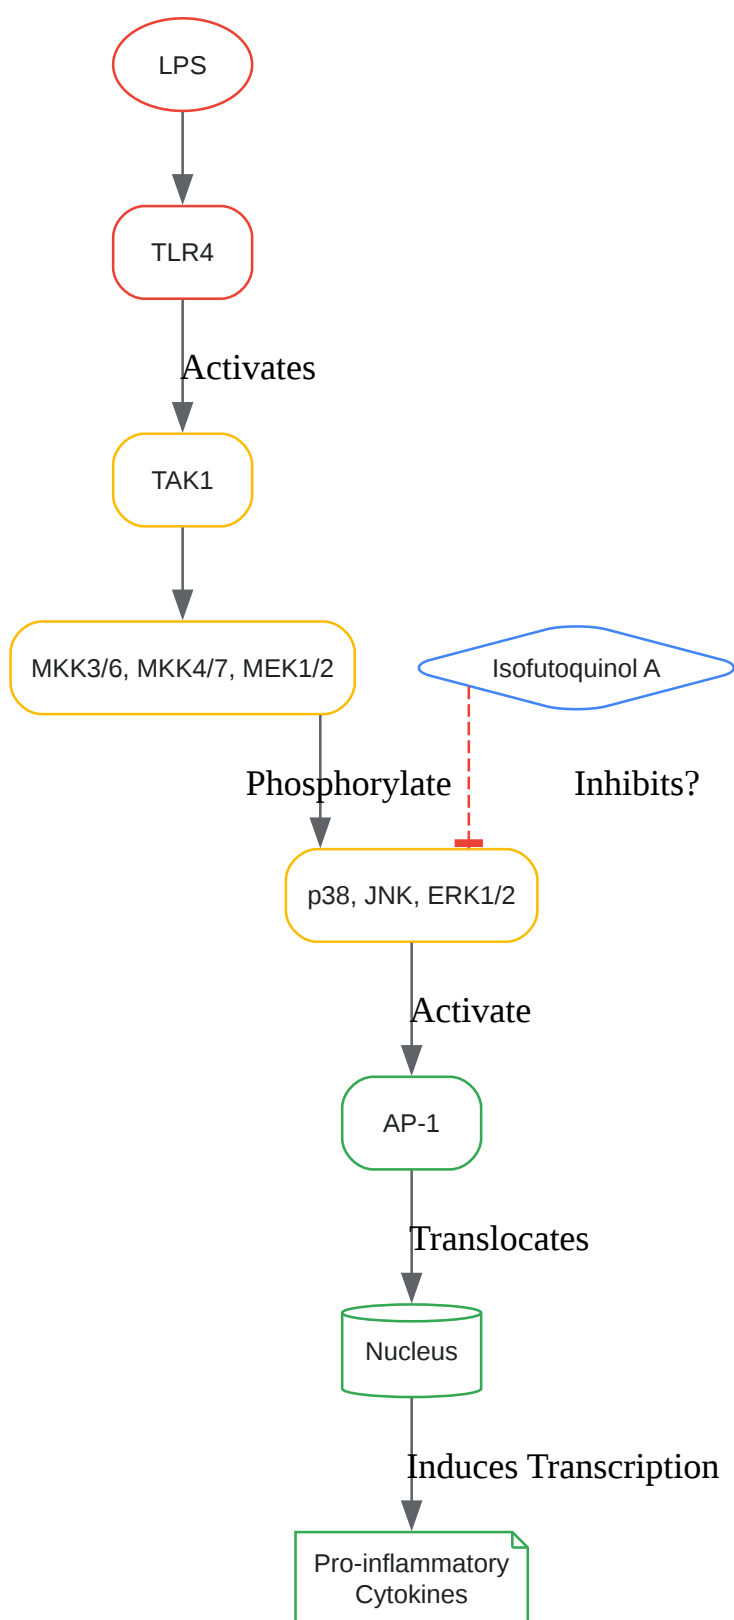 LPS
TLR4
Activates
TAK1
MKK3/6, MKK4/7, MEK1/2
Isofutoquinol A
Phosphorylate
Inhibits?
p38, JNK, ERK1/2
Activate
AP-1
Translocates
Nucleus
Induces Transcription
Pro-inflammatory
Cytokines